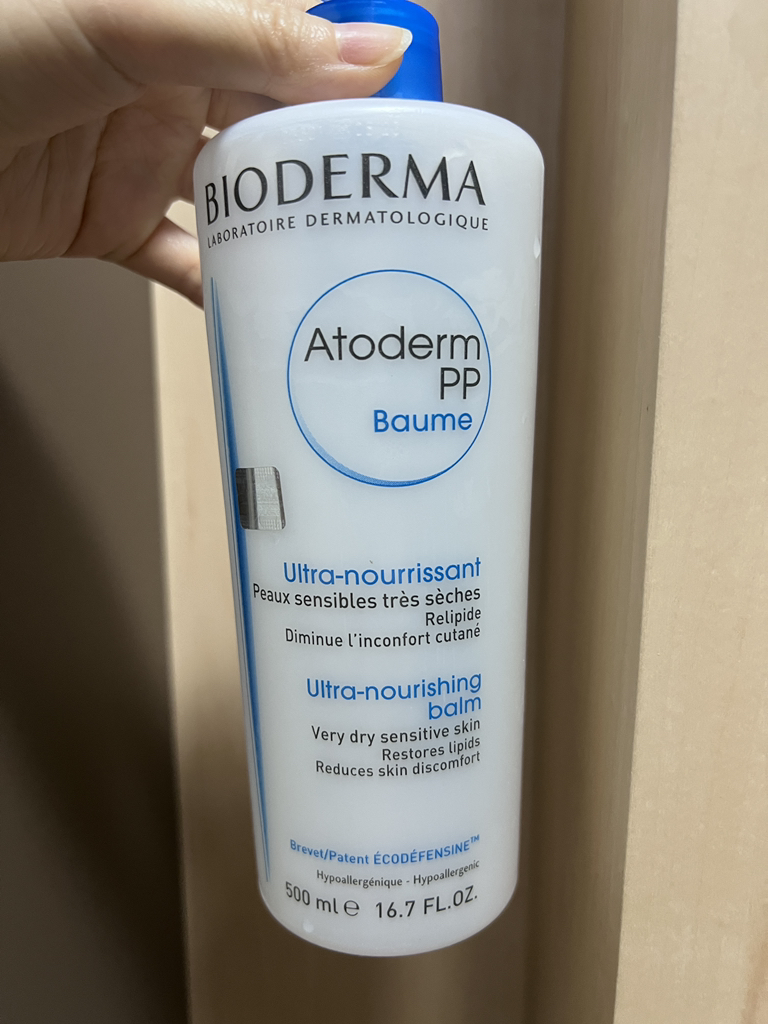 BIODERMA
LABORATOIRE DERMATOLOGIQUE
Atoderm
PP
Baume
Ultra-nourrissant
Peaux sensibles très sèches
Relipide
Diminue l'inconfort cutané
Ultra-nourishing
balm
Very dry sensitive skin
Restores lipids
Reduces skin discomfort
Brevet/Patent ÉCODÉFENSINE™
Hypoallergénique - Hypoallergenic
500 ml ℮ 16.7 FL.OZ.